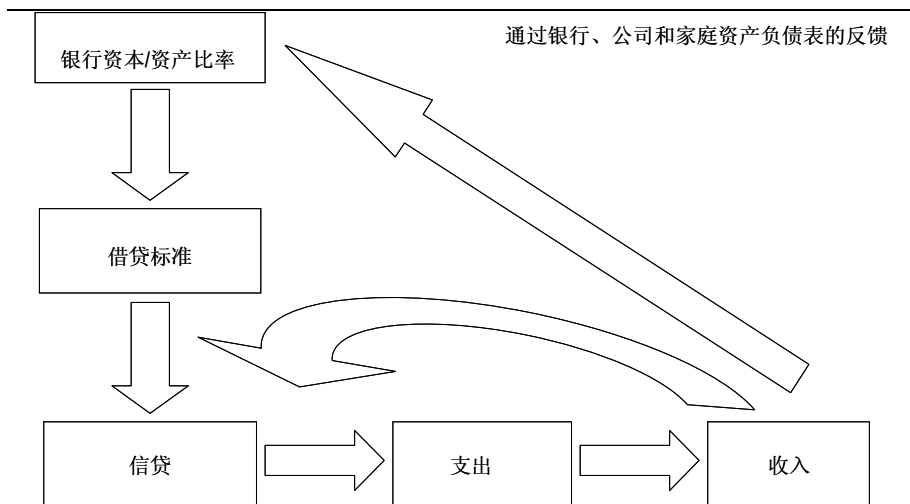 通过银行、公司和家庭资产负债表的反馈
银行资本/资产比率
借贷标准
信贷
支出
收入